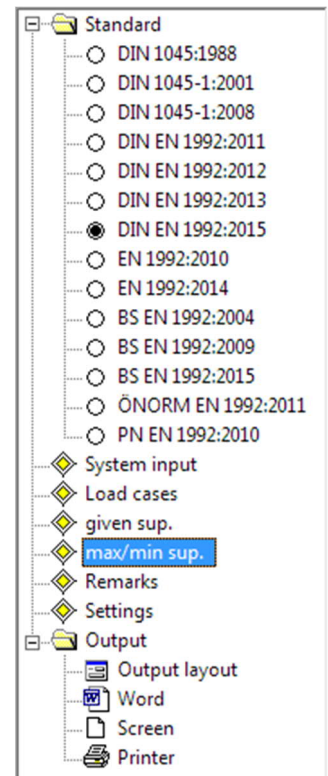 Standard
DIN 1045:1988
DIN 1045-1:2001
DIN 1045-1:2008
DIN EN 1992:2011
DIN EN 1992:2012
DIN EN 1992:2013
DIN EN 1992:2015
EN 1992:2010
EN 1992:2014
BS EN 1992:2004
BS EN 1992:2009
BS EN 1992:2015
ÖNORM EN 1992:2011
PN EN 1992:2010
System input
Load cases
given sup.
max/min sup.
Remarks
Settings
Output
Output layout
Word
Screen
Printer